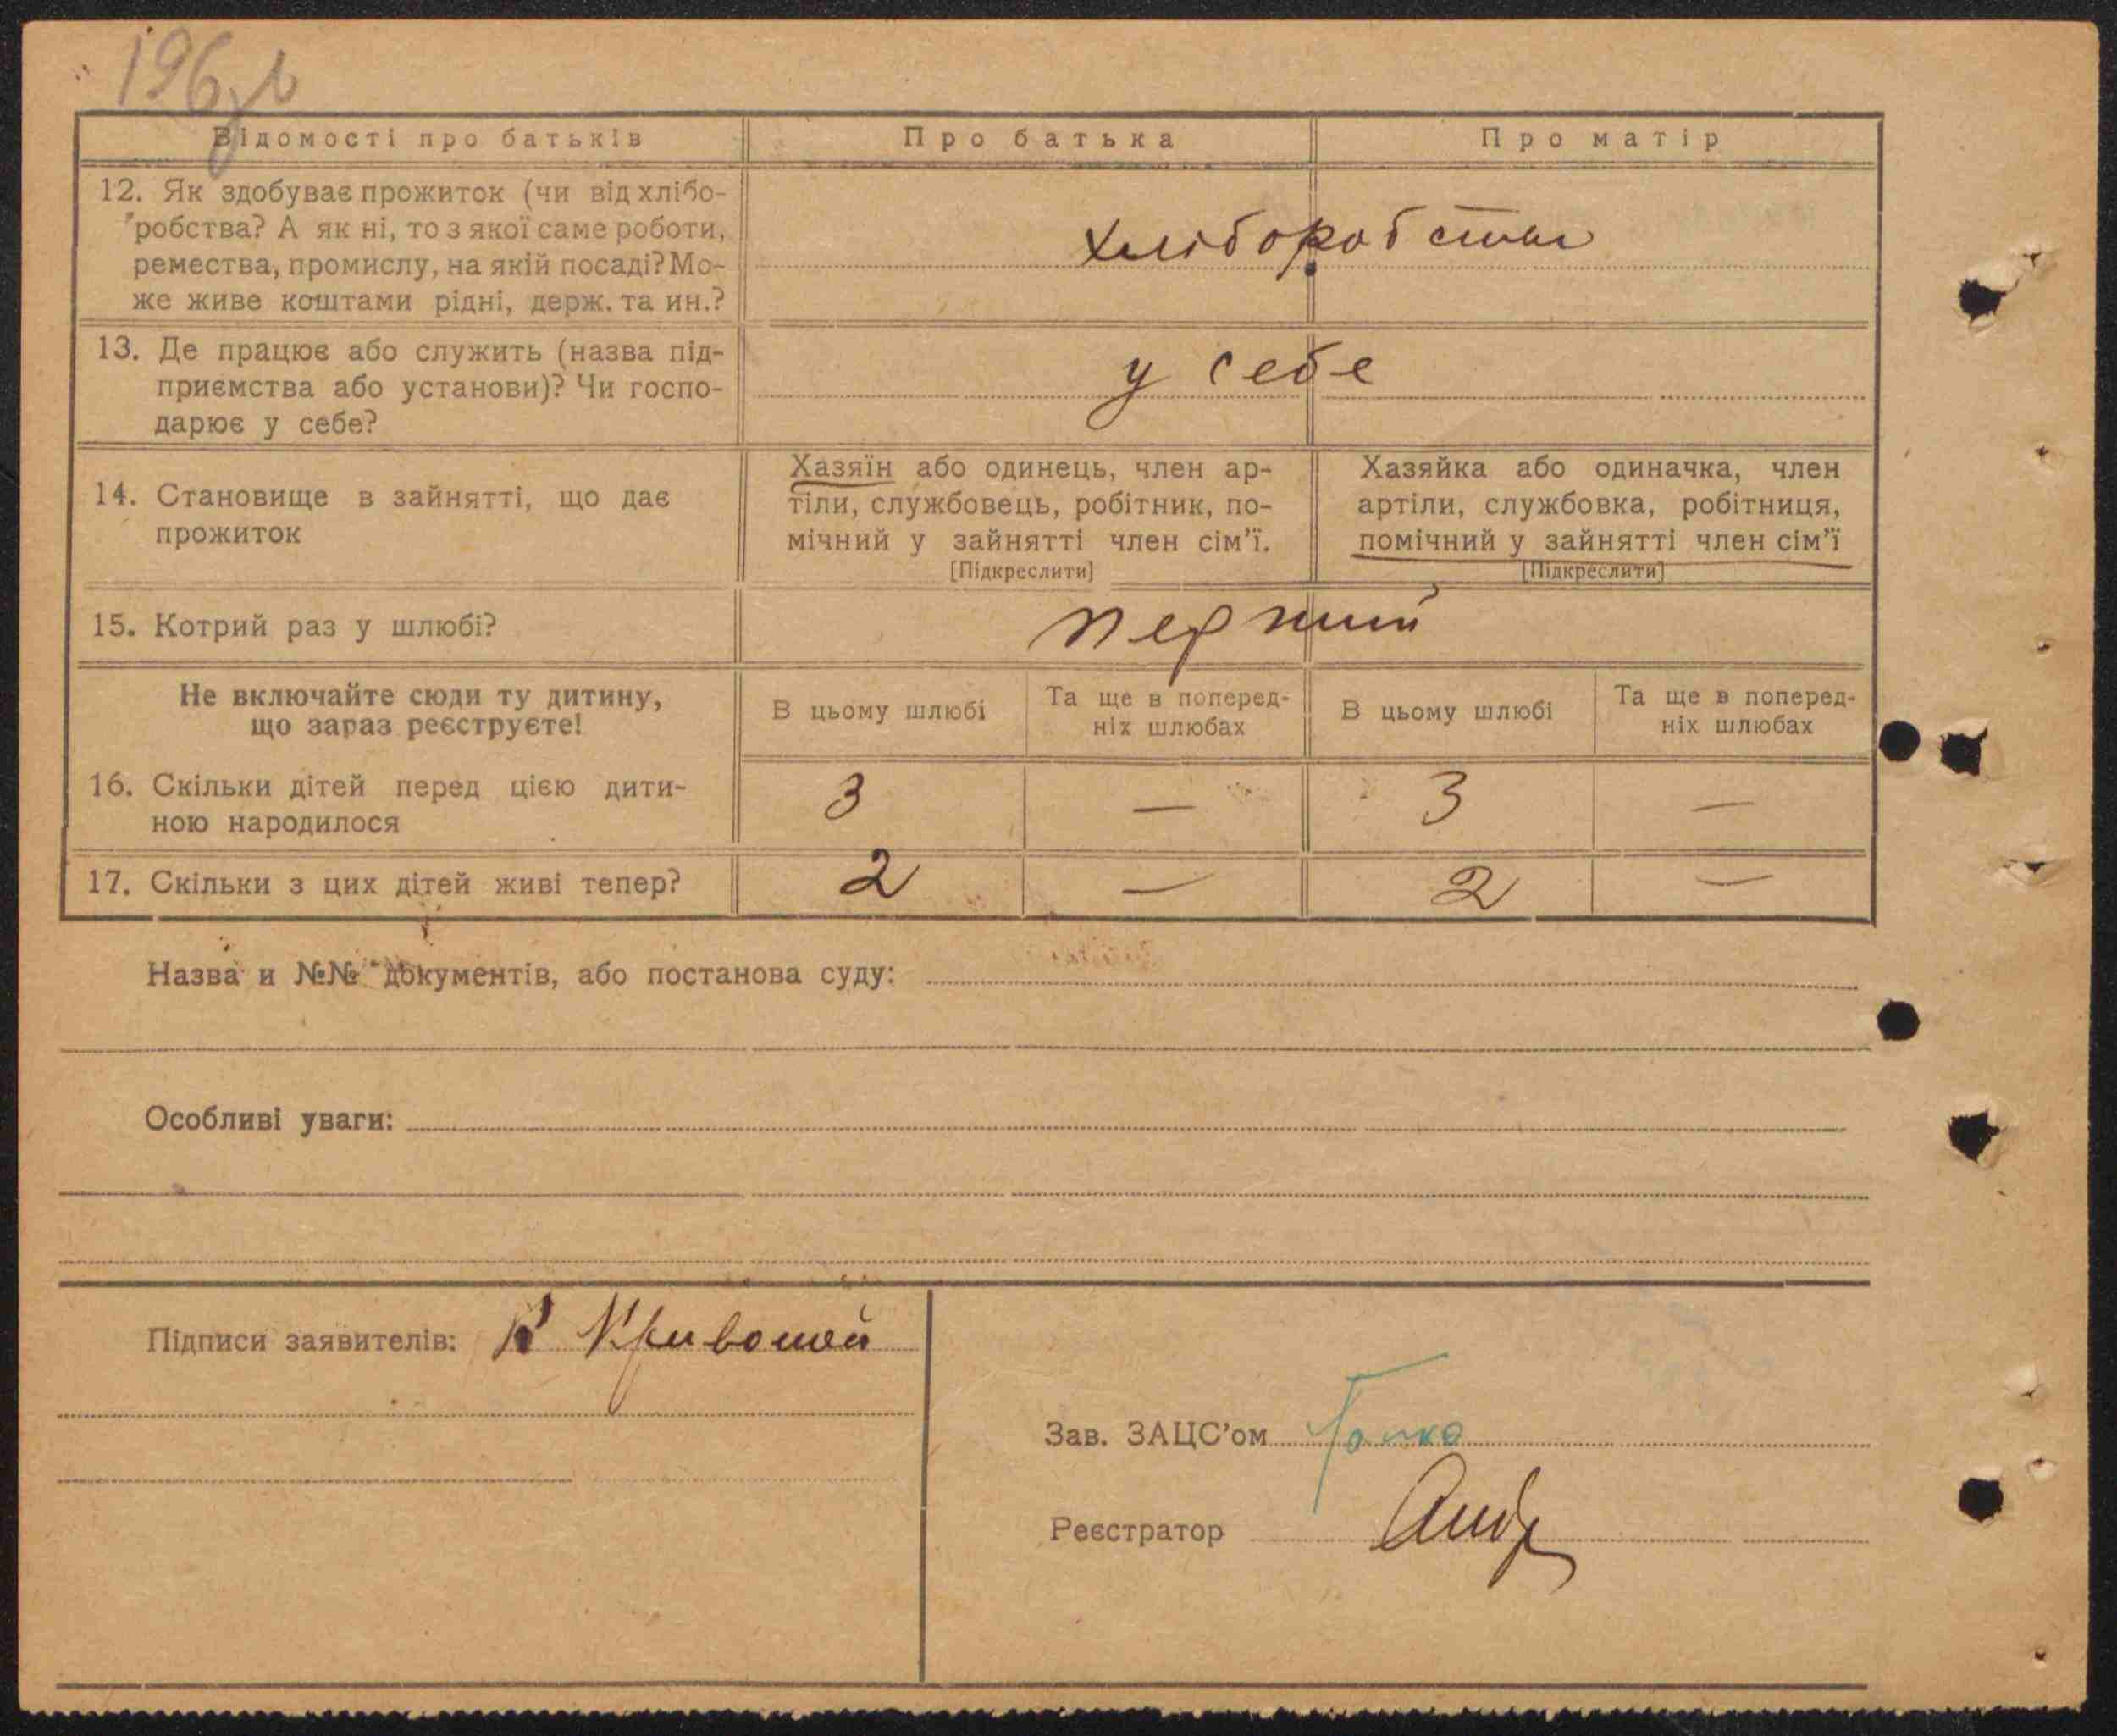 196
Відомості про батьків
Про батька
Про матір
12. Як здобуває прожиток (чи від хлібо-
робства? А як ні, то з якої саме роботи,
ремества, промислу, на якій посаді? Мо-
же живе коштами рідні, держ. та ин.?
хліборобством
13. Де працює або служить (назва під-
приємства або установи)? Чи госпо-
дарює у себе?
у себе
14. Становище в зайнятті, що дає
прожиток
Хазяїн або одинець, член ар-
тіли, службовець, робітник, по-
мічний у зайнятті член сім'ї.
[Підкреслити]
Хазяйка або одиначка, член
артіли, службовка, робітниця,
помічний у зайнятті член сім'ї
[Підкреслити]
15. Котрий раз у шлюбі?
перший
Не включайте сюди ту дитину,
що зараз реєструєте!
В цьому шлюбі
Та ще в поперед-
ніх шлюбах
В цьому шлюбі
Та ще в поперед-
ніх шлюбах
16. Скільки дітей перед цією дити-
ною народилося
3 — 3 —
17. Скільки з цих дітей живі тепер?
2 — 2 —
Назва и №№ документів, або постанова суду:
Особливі уваги:
Підписи заявителів: К Кривошей
Зав. ЗАЦС'ом
Реєстратор